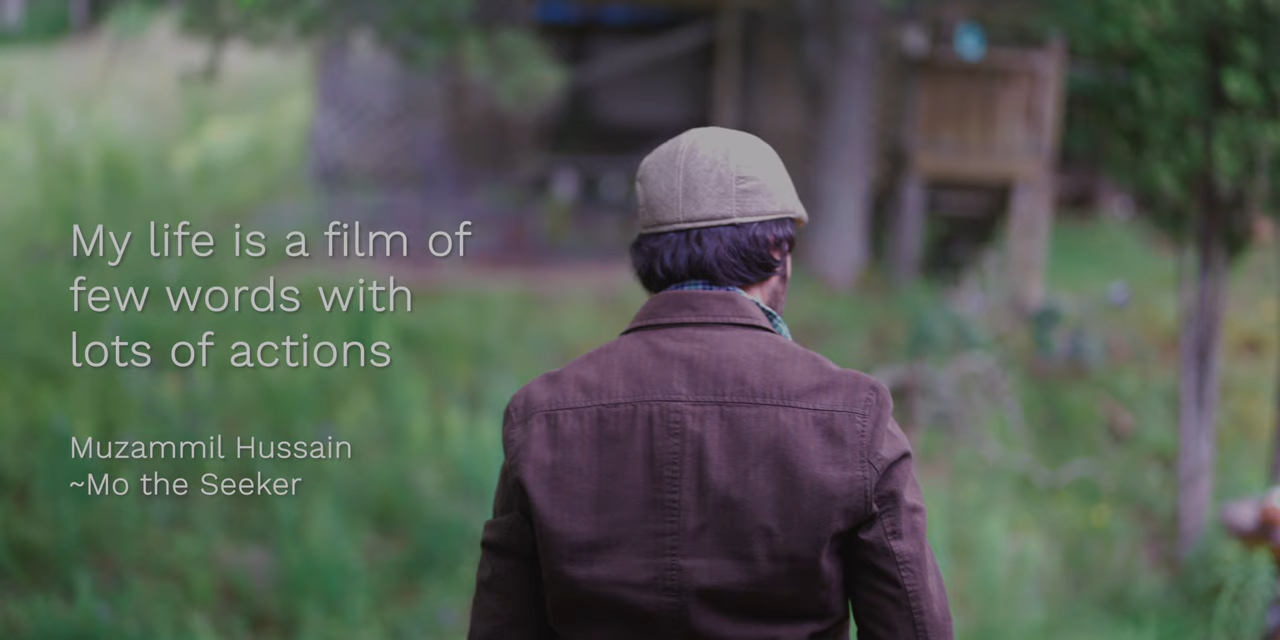 My life is a film of
few words with
lots of actions
Muzammil Hussain
~Mo the Seeker